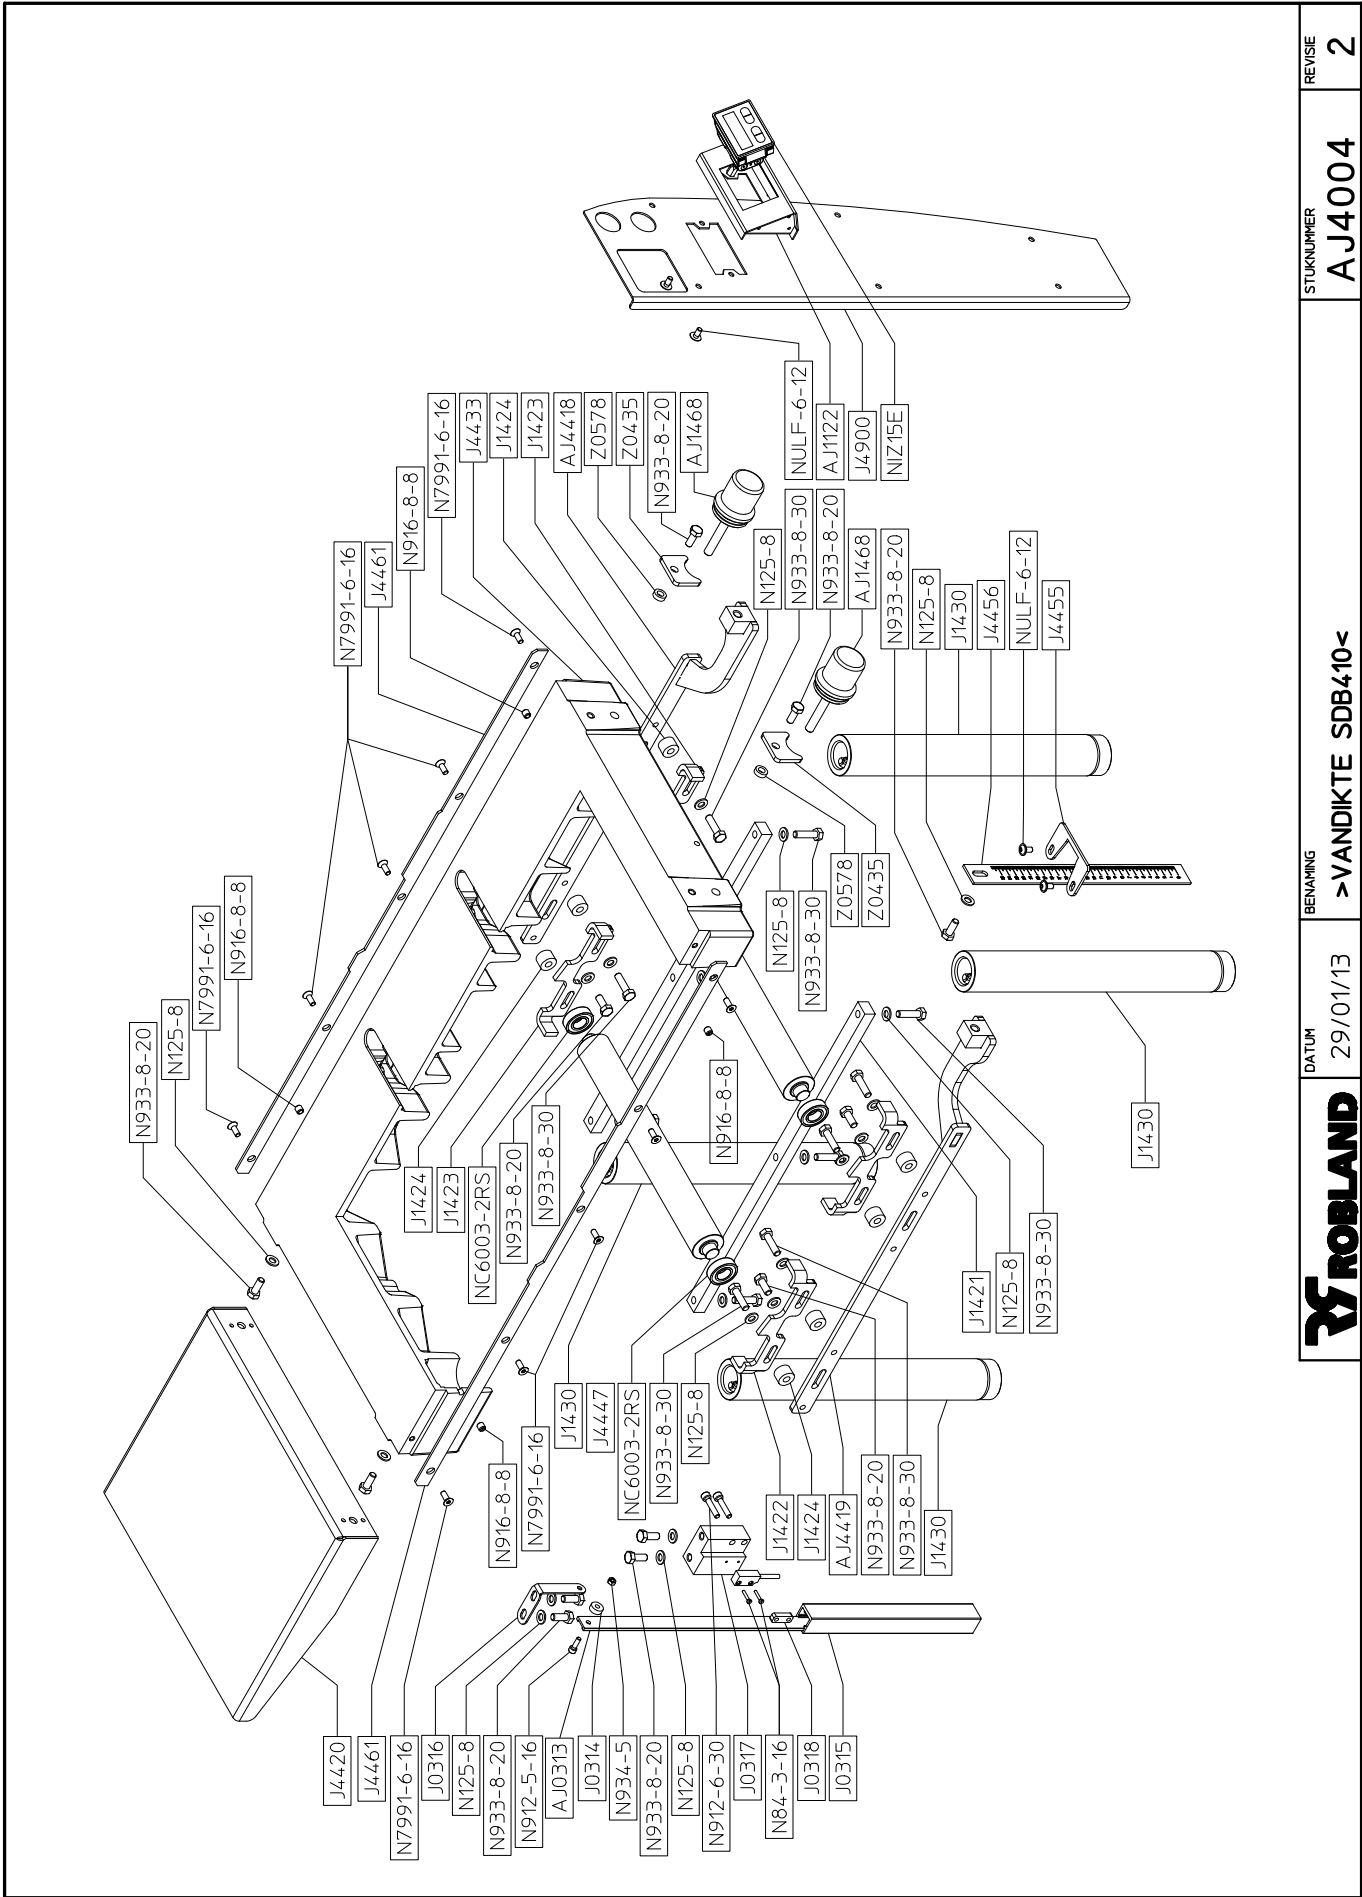 J4420
J4461
N7991-6-16
J0316
N125-8
N933-8-20
N912-5-16
AJ0313
J0314
N934-5
N933-8-20
N125-8
N912-6-30
J0317
N84-3-16
J0318
J0315
N916-8-8
N7991-6-16
J1430
J4447
NC6003-2RS
N933-8-30
N125-8
J1422
J1424
AJ4419
N933-8-20
N933-8-30
J1430
N933-8-20
N125-8
N7991-6-16
N916-8-8
J1424
J1423
NC6003-2RS
N933-8-20
N933-8-30
N916-8-8
J1421
N125-8
N933-8-30
J1430
N7991-6-16
J4461
N916-8-8
N7991-6-16
J4433
J1424
J1423
AJ4418
Z0578
Z0435
N933-8-20
AJ1468
N125-8
N933-8-30
N933-8-20
AJ1468
N933-8-20
N125-8
J1430
J4456
NULF-6-12
J4455
N125-8
N933-8-30
Z0578
Z0435
NULF-6-12
AJ1122
J4900
NIZ15E
ROBLAND
DATUM
29/01/13
BENAMING
>VANDIKTE SDB410<
STUKNUMMER
AJ4004
REVISIE
2